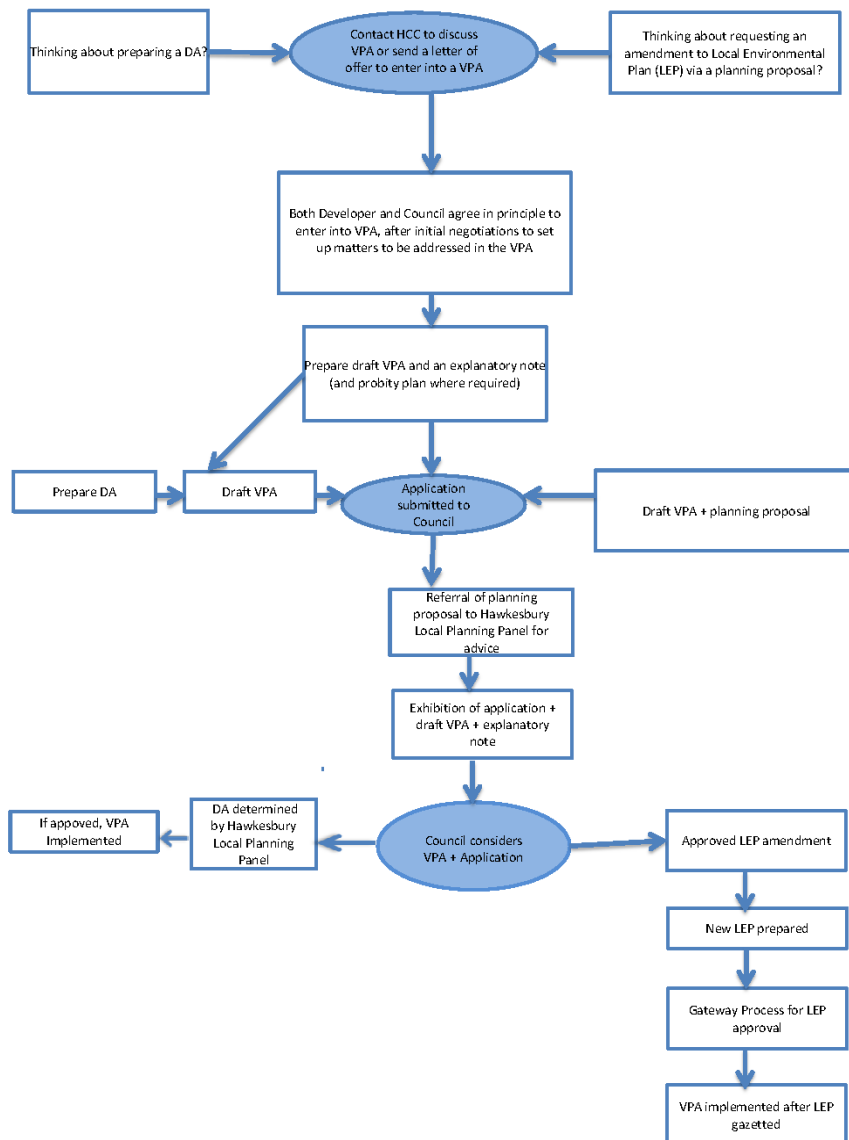 Thinking about preparing a DA?
Contact HCC to discuss
VPA or send a letter of
offer to enter into a VPA
Thinking about requesting an
amendment to Local Environmental
Plan (LEP) via a planning proposal?
Both Developer and Council agree in principle to
enter into VPA, after initial negotiations to set
up matters to be addressed in the VPA
Prepare draft VPA and an explanatory note
(and probity plan where required)
Prepare DA
Draft VPA
Application
submitted to
Council
Draft VPA + planning proposal
Referral of planning
proposal to Hawkesbury
Local Planning Panel for
advice
Exhibition of application +
draft VPA + explanatory
note
If appoved, VPA
Implemented
DA determined
by Hawkesbury
Local Planning
Panel
Council considers
VPA + Application
Approved LEP amendment
New LEP prepared
Gateway Process for LEP
approval
VPA implemented after LEP
gazetted